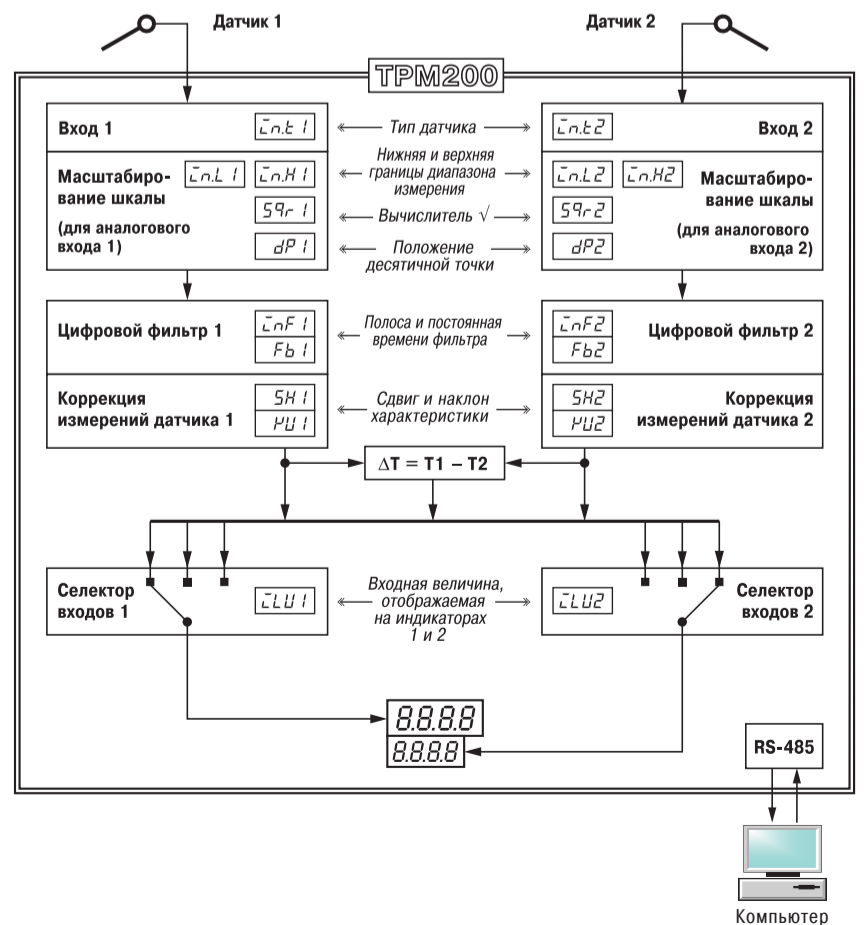 Датчик 1
Датчик 2
ТРМ200
Вход 1
in.t1
Тип датчика
in.t2
Вход 2
Масштабиро-
вание шкалы
(для аналогового
входа 1)
in.L1
in.H1
Нижняя и верхняя
границы диапазона
измерения
in.L2
in.H2
Масштабиро-
вание шкалы
(для аналогового
входа 2)
Sqr1
Вычислитель √
Sqr2
dP1
Положение
десятичной точки
dP2
Цифровой фильтр 1
inF1
Fb1
Полоса и постоянная
времени фильтра
inF2
Fb2
Цифровой фильтр 2
Коррекция
измерений датчика 1
SH1
KU1
Сдвиг и наклон
характеристики
SH2
KU2
Коррекция
измерений датчика 2
ΔT = T1 – T2
Селектор
входов 1
iLU1
Входная величина,
отображаемая
на индикаторах
1 и 2
iLU2
Селектор
входов 2
8.8.8.8
8.8.8.8
RS-485
Компьютер